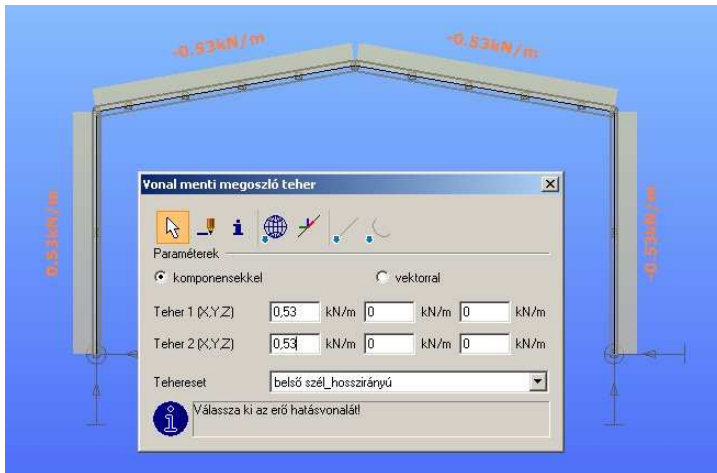 -0.53kN/m
-0.53kN/m
0.53kN/m
-0.53kN/m
Vonal menti megoszló teher
Paraméterek
komponensekkel vektorral
Teher 1 (X,Y,Z) 0,53 kN/m 0 kN/m 0 kN/m
Teher 2 (X,Y,Z) 0,53 kN/m 0 kN/m 0 kN/m
Tehereset belső szél_hosszirányú
Válassza ki az erő hatásvonalát!